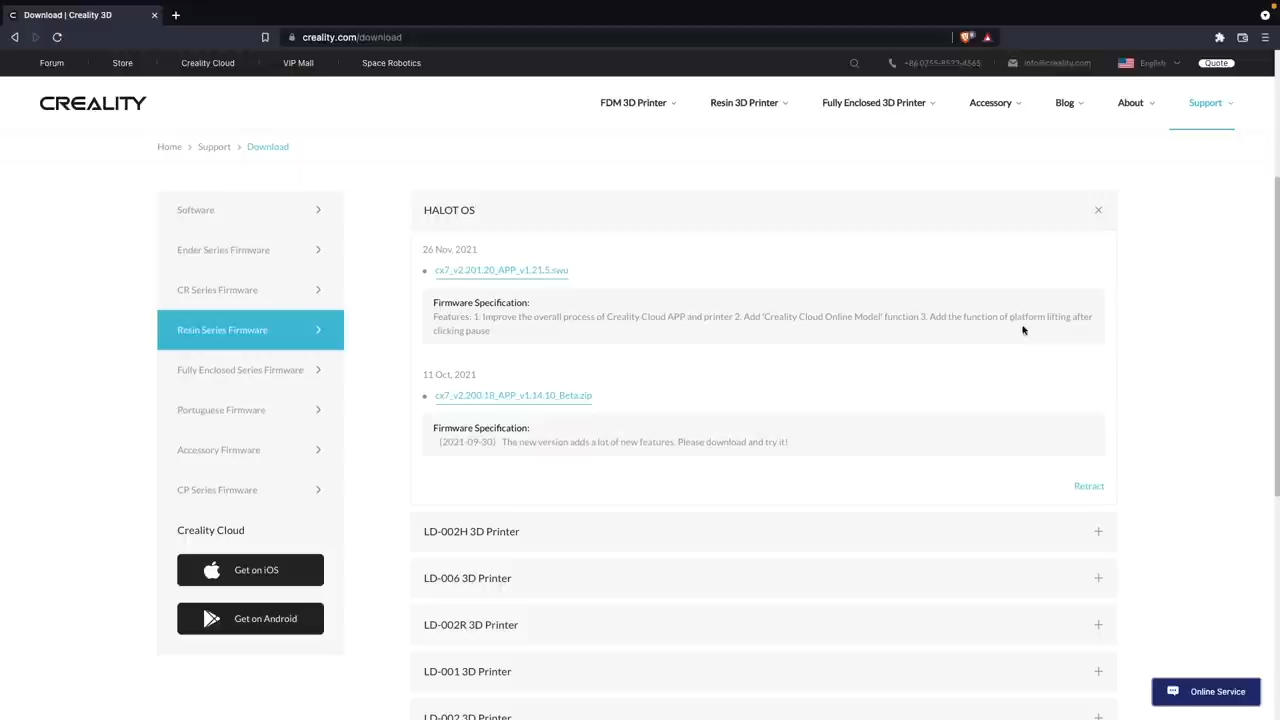 Download | Creality 3D
creality.com/download
Forum Store Creality Cloud VIP Mall Space Robotics
+86 0755-8523-4565 info@creality.com English Quote
CREALITY FDM 3D Printer Resin 3D Printer Fully Enclosed 3D Printer Accessory Blog About Support
Home > Support > Download
Software
Ender Series Firmware
CR Series Firmware
Resin Series Firmware
Fully Enclosed Series Firmware
Portuguese Firmware
Accessory Firmware
CP Series Firmware
Creality Cloud
Get on iOS
Get on Android
HALOT OS
26 Nov, 2021
cx7_v2.201.20_APP_v1.21.5.swu
Firmware Specification:
Features: 1. Improve the overall process of Creality Cloud APP and printer 2. Add 'Creality Cloud Online Model' function 3. Add the function of platform lifting after
clicking pause
11 Oct, 2021
cx7_v2.200.18_APP_v1.14.10_Beta.zip
Firmware Specification:
（2021-09-30） The new version adds a lot of new features. Please download and try it!
Retract
LD-002H 3D Printer
LD-006 3D Printer
LD-002R 3D Printer
LD-001 3D Printer
LD-002 3D Printer
Online Service